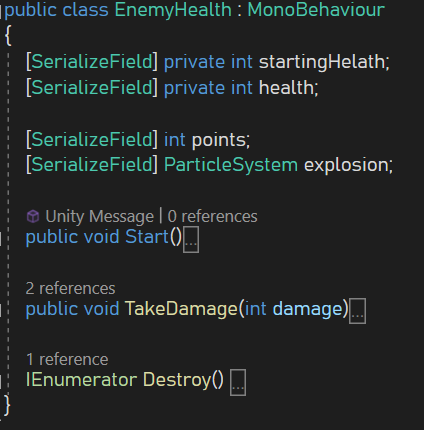 public class EnemyHealth : MonoBehaviour
{
[SerializeField] private int startingHelath;
[SerializeField] private int health;
[SerializeField] int points;
[SerializeField] ParticleSystem explosion;
Unity Message | 0 references
public void Start()...
2 references
public void TakeDamage(int damage)...
1 reference
IEnumerator Destroy() ...
}